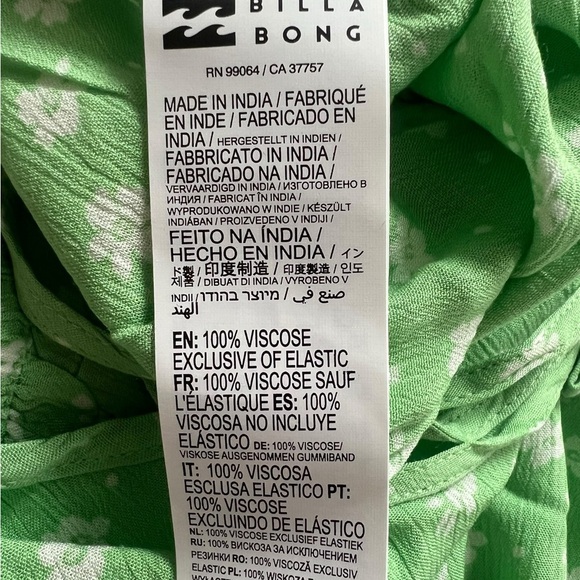 BILLA
BONG
RN 99064 / CA 37757
MADE IN INDIA / FABRIQUÉ
EN INDE / FABRICADO EN
INDIA / HERGESTELLT IN INDIEN /
FABBRICATO IN INDIA /
FABRICADO NA INDIA /
VERVAARDIGD IN INDIA / ИЗГОТОВЛЕНО В
ИНДИЯ / FABRICAT ÎN INDIA /
WYPRODUKOWANO W INDIE / KÉSZÜLT
INDIÁBAN / PROIZVEDENO V INDIJI /
FEITO NA ÍNDIA /
HECHO EN INDIA / イン
ド製 / 印度制造 / 印度製造 / 인도
제품 / DIBUAT DI INDIA / VYROBENO V
INDII / מיוצר בהודו / صنع في
الهند
EN: 100% VISCOSE
EXCLUSIVE OF ELASTIC
FR: 100% VISCOSE SAUF
L'ÉLASTIQUE ES: 100%
VISCOSA NO INCLUYE
ELÁSTICO DE: 100% VISCOSE/
VISKOSE AUSGENOMMEN GUMMIBAND
IT: 100% VISCOSA
ESCLUSA ELASTICO PT:
100% VISCOSE
EXCLUINDO DE ELÁSTICO
NL: 100% VISCOSE EXCLUSIEF ELASTIEK
RU: 100% ВИСКОЗА ЗА ИСКЛЮЧЕНИЕМ
РЕЗИНКИ RO: 100% VISCOZĂ EXCLUSIV
ELASTIC PL: 100% WISKOZA POZA